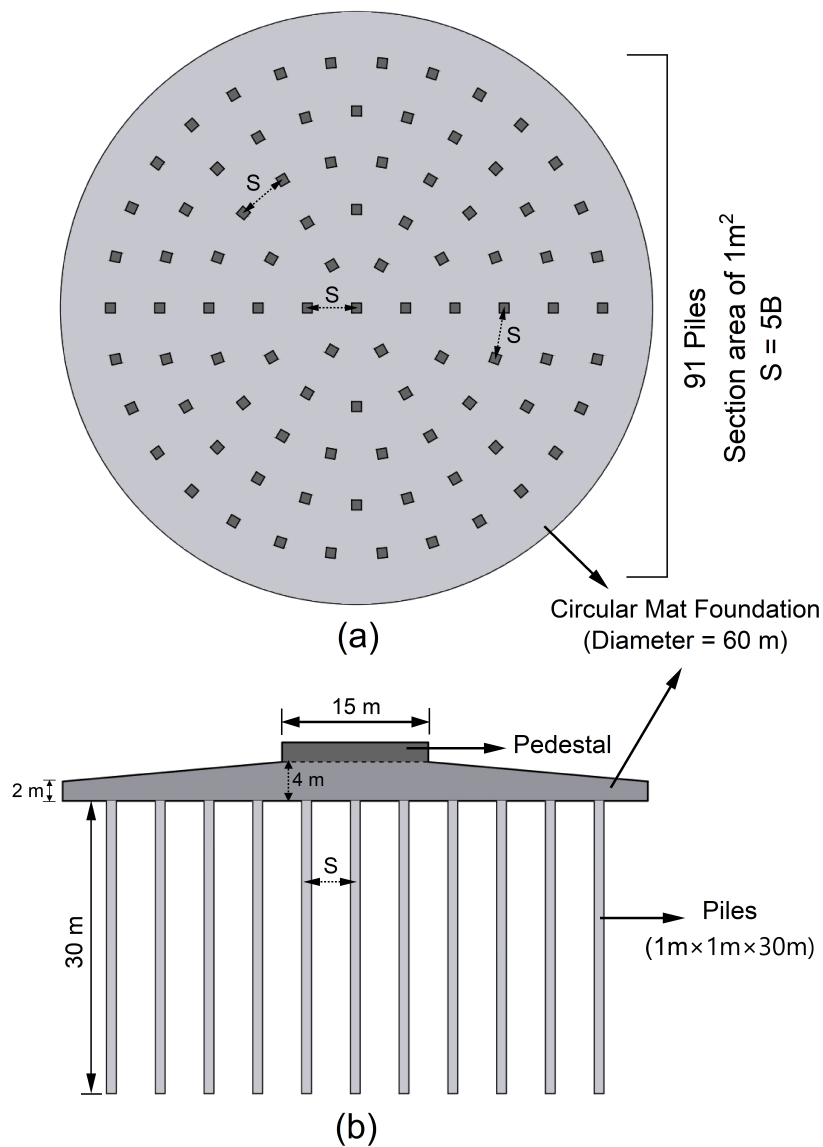 S
S
S
91 Piles
Section area of 1m²
S = 5B
Circular Mat Foundation
(Diameter = 60 m)
(a)
15 m
Pedestal
4 m
2 m
S
30 m
Piles
(1m×1m×30m)
(b)